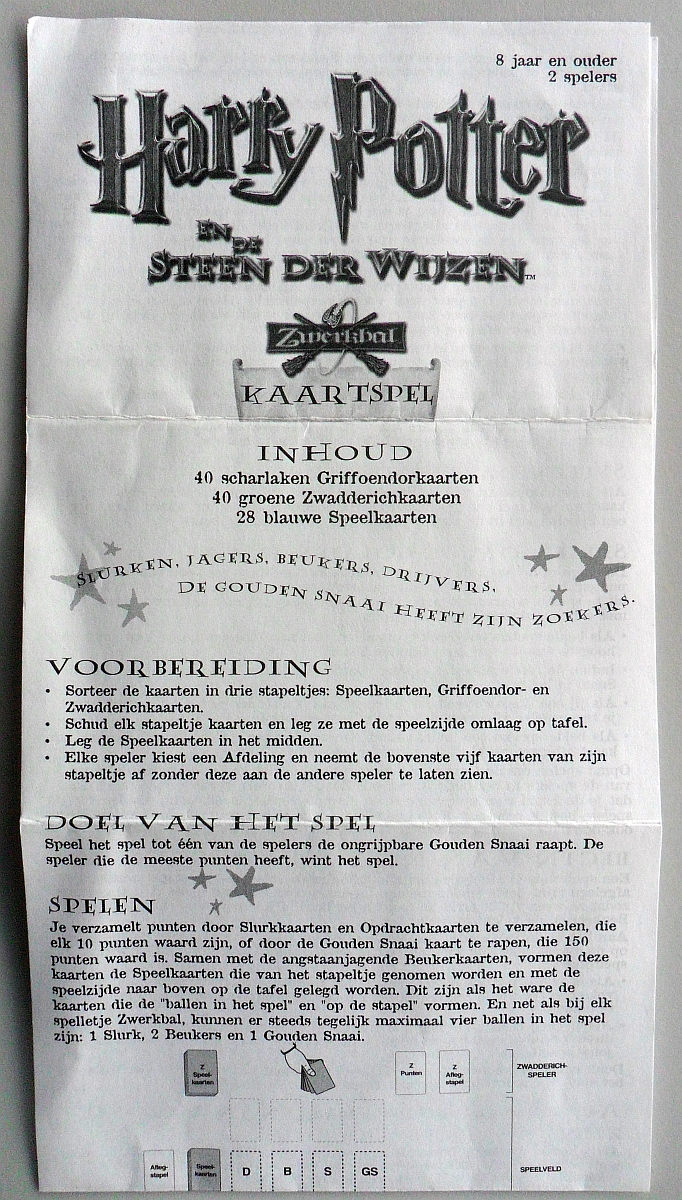 8 jaar en ouder
2 spelers
Harry Potter
EN DE
STEEN DER WIJZEN™
Zwerkbal
KAARTSPEL
INHOUD
40 scharlaken Griffoendorkaarten
40 groene Zwadderichkaarten
28 blauwe Speelkaarten
SLURKEN, JAGERS, BEUKERS, DRIJVERS,
DE GOUDEN SNAAI HEEFT ZIJN ZOEKERS.
VOORBEREIDING
• Sorteer de kaarten in drie stapeltjes: Speelkaarten, Griffoendor- en
Zwadderichkaarten.
• Schud elk stapeltje kaarten en leg ze met de speelzijde omlaag op tafel.
• Leg de Speelkaarten in het midden.
• Elke speler kiest een Afdeling en neemt de bovenste vijf kaarten van zijn
stapeltje af zonder deze aan de andere speler te laten zien.
DOEL VAN HET SPEL
Speel het spel tot één van de spelers de ongrijpbare Gouden Snaai raapt. De
speler die de meeste punten heeft, wint het spel.
SPELEN
Je verzamelt punten door Slurkkaarten en Opdrachtkaarten te verzamelen, die
elk 10 punten waard zijn, of door de Gouden Snaai kaart te rapen, die 150
punten waard is. Samen met de angstaanjagende Beukerkaarten, vormen deze
kaarten de Speelkaarten die van het stapeltje genomen worden en met de
speelzijde naar boven op de tafel gelegd worden. Dit zijn als het ware de
kaarten die de "ballen in het spel" en "op de stapel" vormen. En net als bij elk
spelletje Zwerkbal, kunnen er steeds tegelijk maximaal vier ballen in het spel
zijn: 1 Slurk, 2 Beukers en 1 Gouden Snaai.
Z
Speel-
kaarten
Z
Punten
Z
Afleg-
stapel
ZWADDERICH-
SPELER
Afleg-
stapel
Speel-
kaarten
D
B
S
GS
SPEELVELD